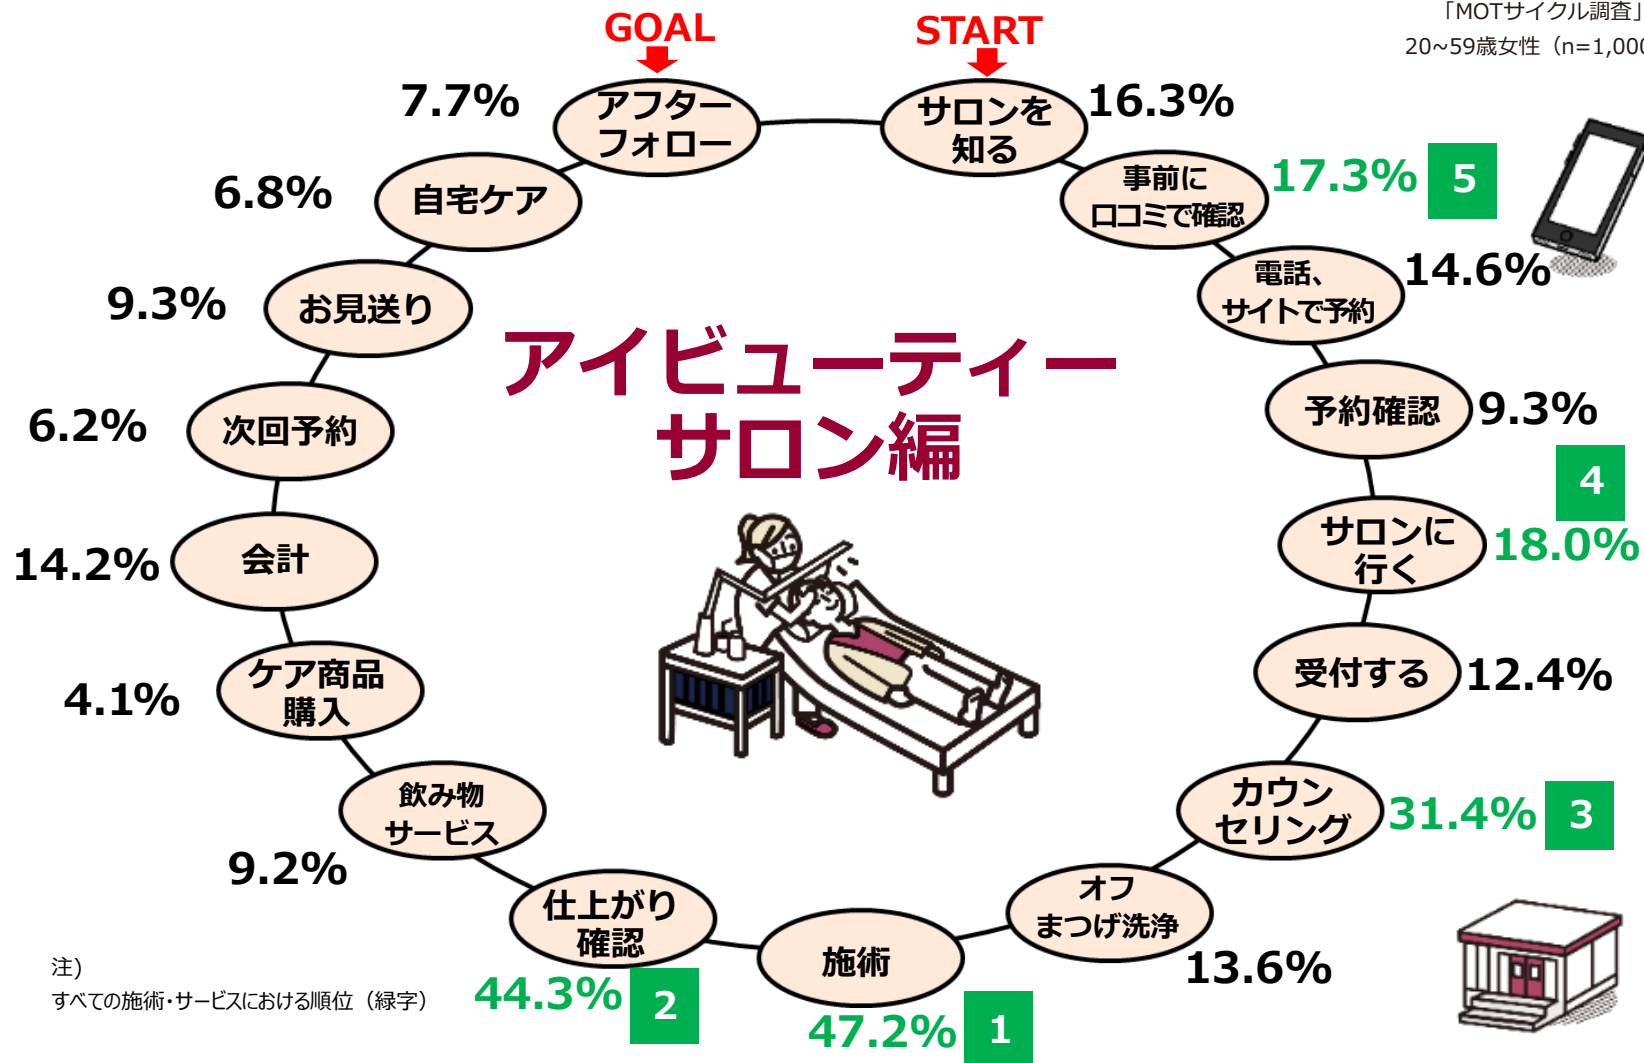 「MOTサイクル調査」
20~59歳女性（n=1,000
GOAL
START
サロンを
知る
16.3%
事前に
口コミで確認
17.3%
5
電話、
サイトで予約
14.6%
予約確認
9.3%
4
サロンに
行く
18.0%
受付する
12.4%
カウン
セリング
31.4%
3
オフ
まつげ洗浄
13.6%
施術
47.2%
1
仕上がり
確認
44.3%
2
飲み物
サービス
9.2%
ケア商品
購入
4.1%
会計
14.2%
次回予約
6.2%
お見送り
9.3%
自宅ケア
6.8%
アフター
フォロー
7.7%
アイビューティー
サロン編
注)
すべての施術・サービスにおける順位（緑字）